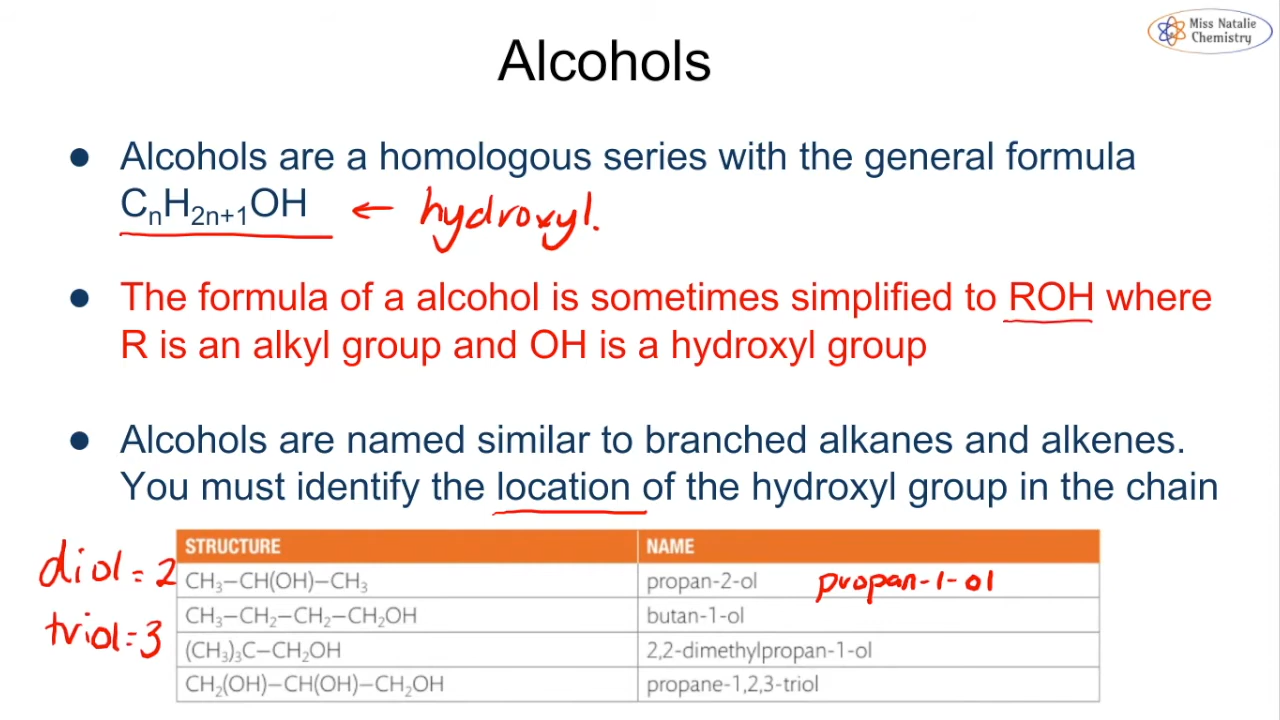 Miss Natalie
Chemistry
Alcohols
● Alcohols are a homologous series with the general formula
CₙH₂ₙ₊₁OH ← hydroxyl.
● The formula of a alcohol is sometimes simplified to ROH where
R is an alkyl group and OH is a hydroxyl group
● Alcohols are named similar to branched alkanes and alkenes.
You must identify the location of the hydroxyl group in the chain
diol = 2
triol = 3
STRUCTURE NAME
CH₃–CH(OH)–CH₃ propan-2-ol propan-1-ol
CH₃–CH₂–CH₂–CH₂OH butan-1-ol
(CH₃)₃C–CH₂OH 2,2-dimethylpropan-1-ol
CH₂(OH)–CH(OH)–CH₂OH propane-1,2,3-triol